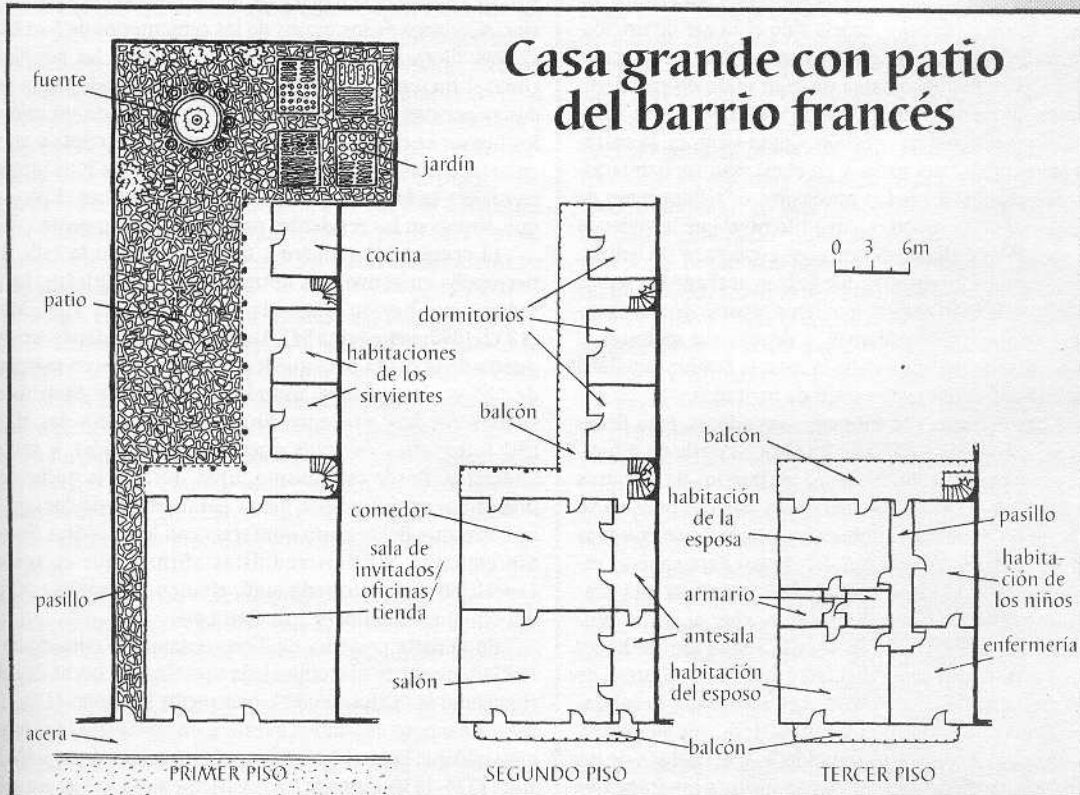 Casa grande con patio
del barrio francés
fuente
jardín
cocina
patio
habitaciones
de los
sirvientes
pasillo
sala de
invitados/
oficinas/
tienda
acera
PRIMER PISO
0 3 6m
dormitorios
balcón
comedor
antesala
salón
balcón
SEGUNDO PISO
balcón
habitación
de la
esposa
pasillo
habita-
ción de
los niños
armario
enfermería
habitación
del esposo
TERCER PISO